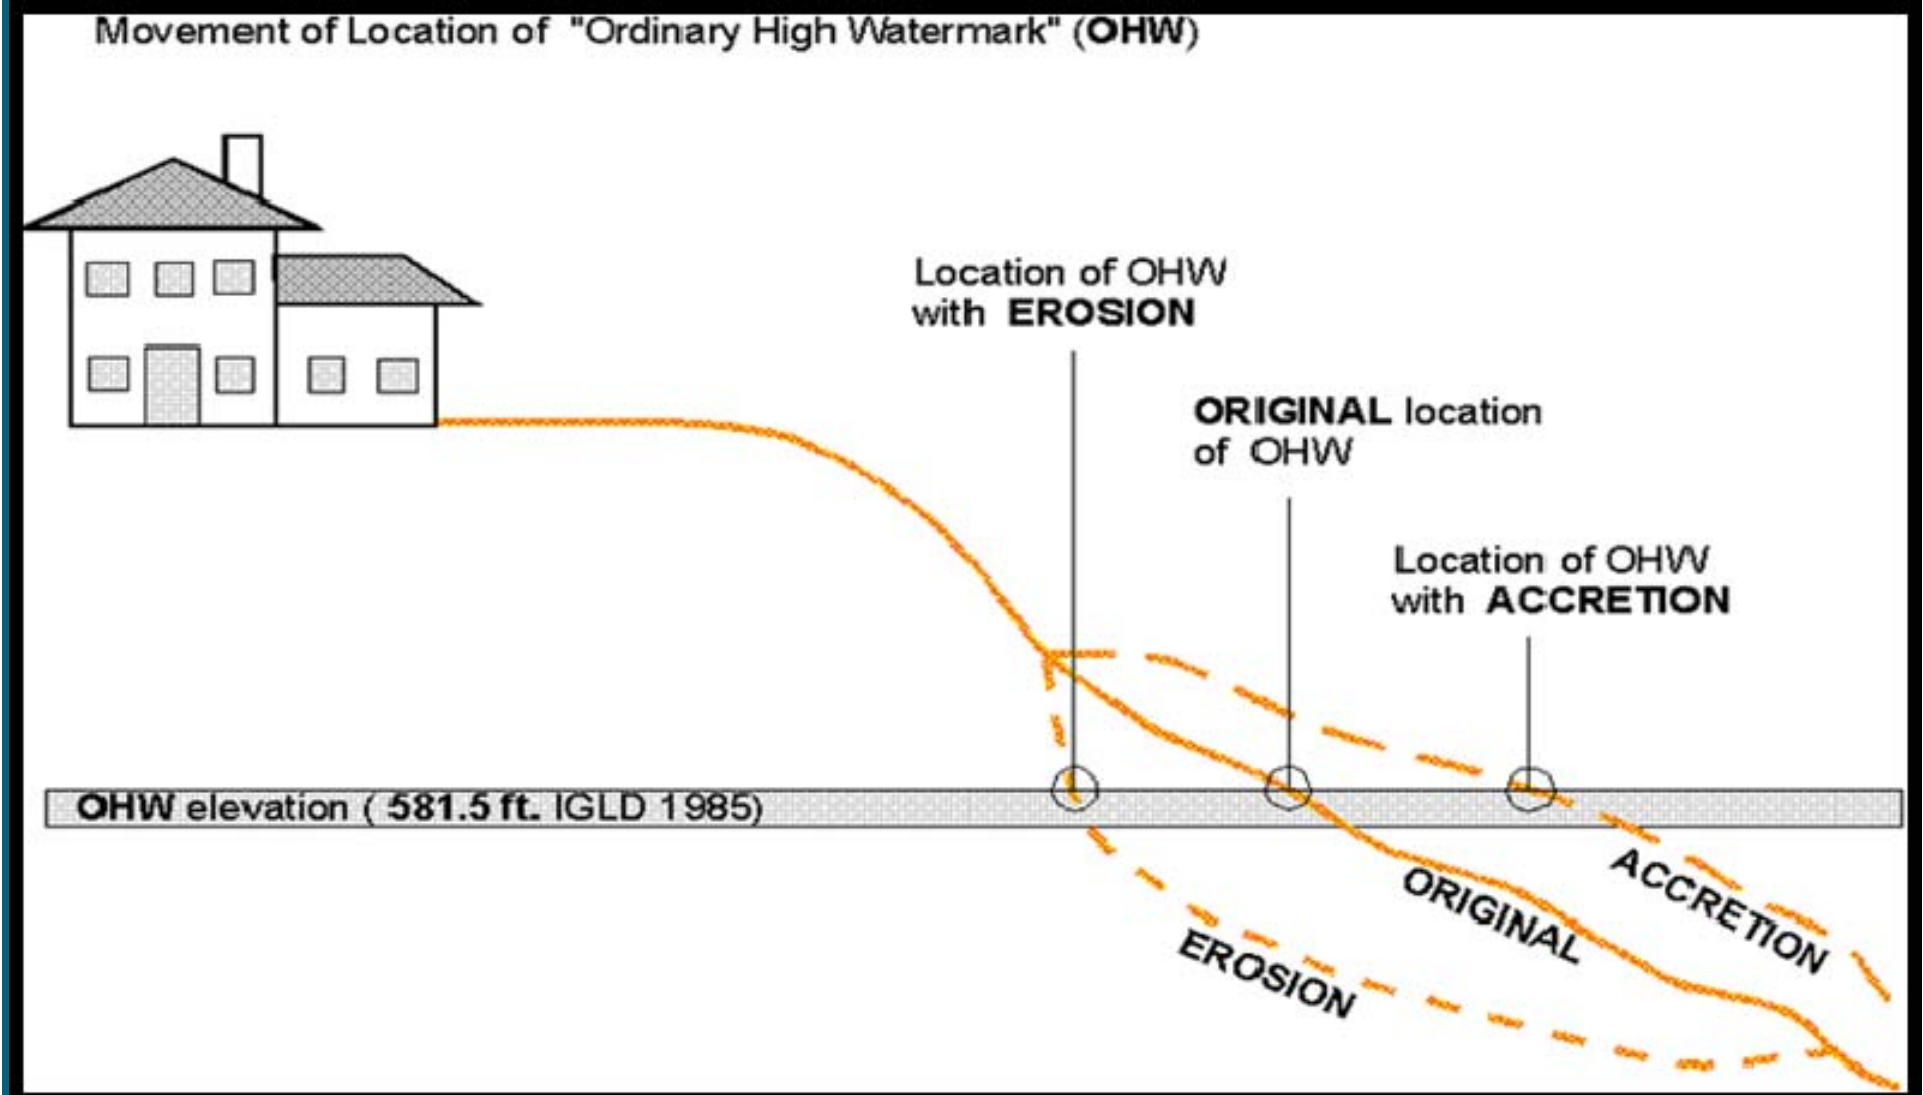 Movement of Location of "Ordinary High Watermark" (OHW)
Location of OHW
with EROSION
ORIGINAL location
of OHW
Location of OHW
with ACCRETION
OHW elevation ( 581.5 ft. IGLD 1985)
ACCRETION
ORIGINAL
EROSION